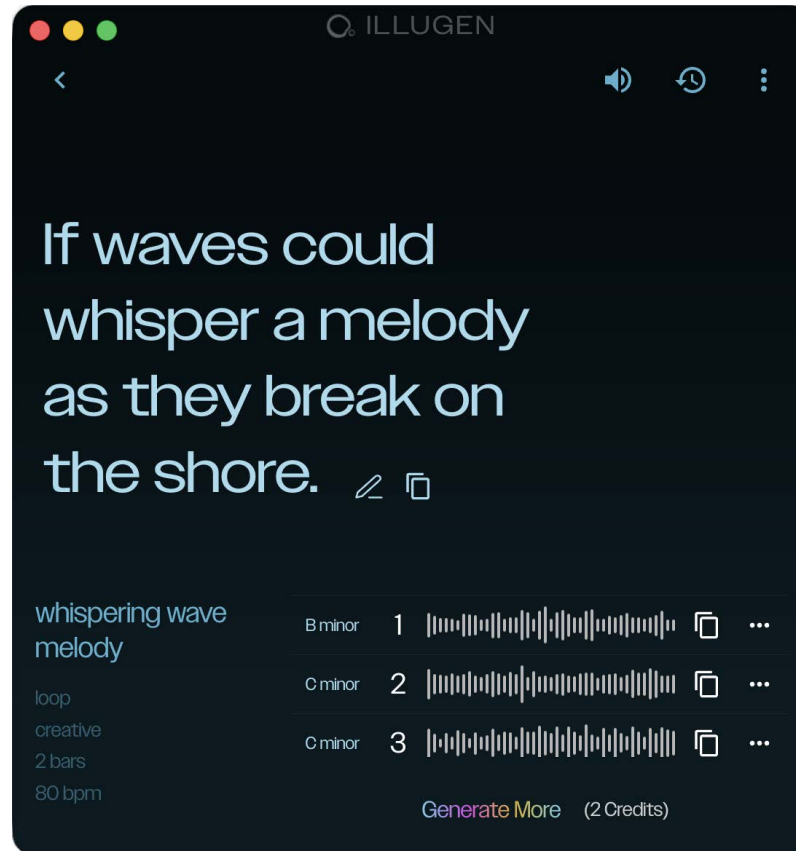 ILLUGEN
If waves could
whisper a melody
as they break on
the shore.
whispering wave
melody
loop
creative
2 bars
80 bpm
B minor 1
C minor 2
C minor 3
Generate More (2 Credits)